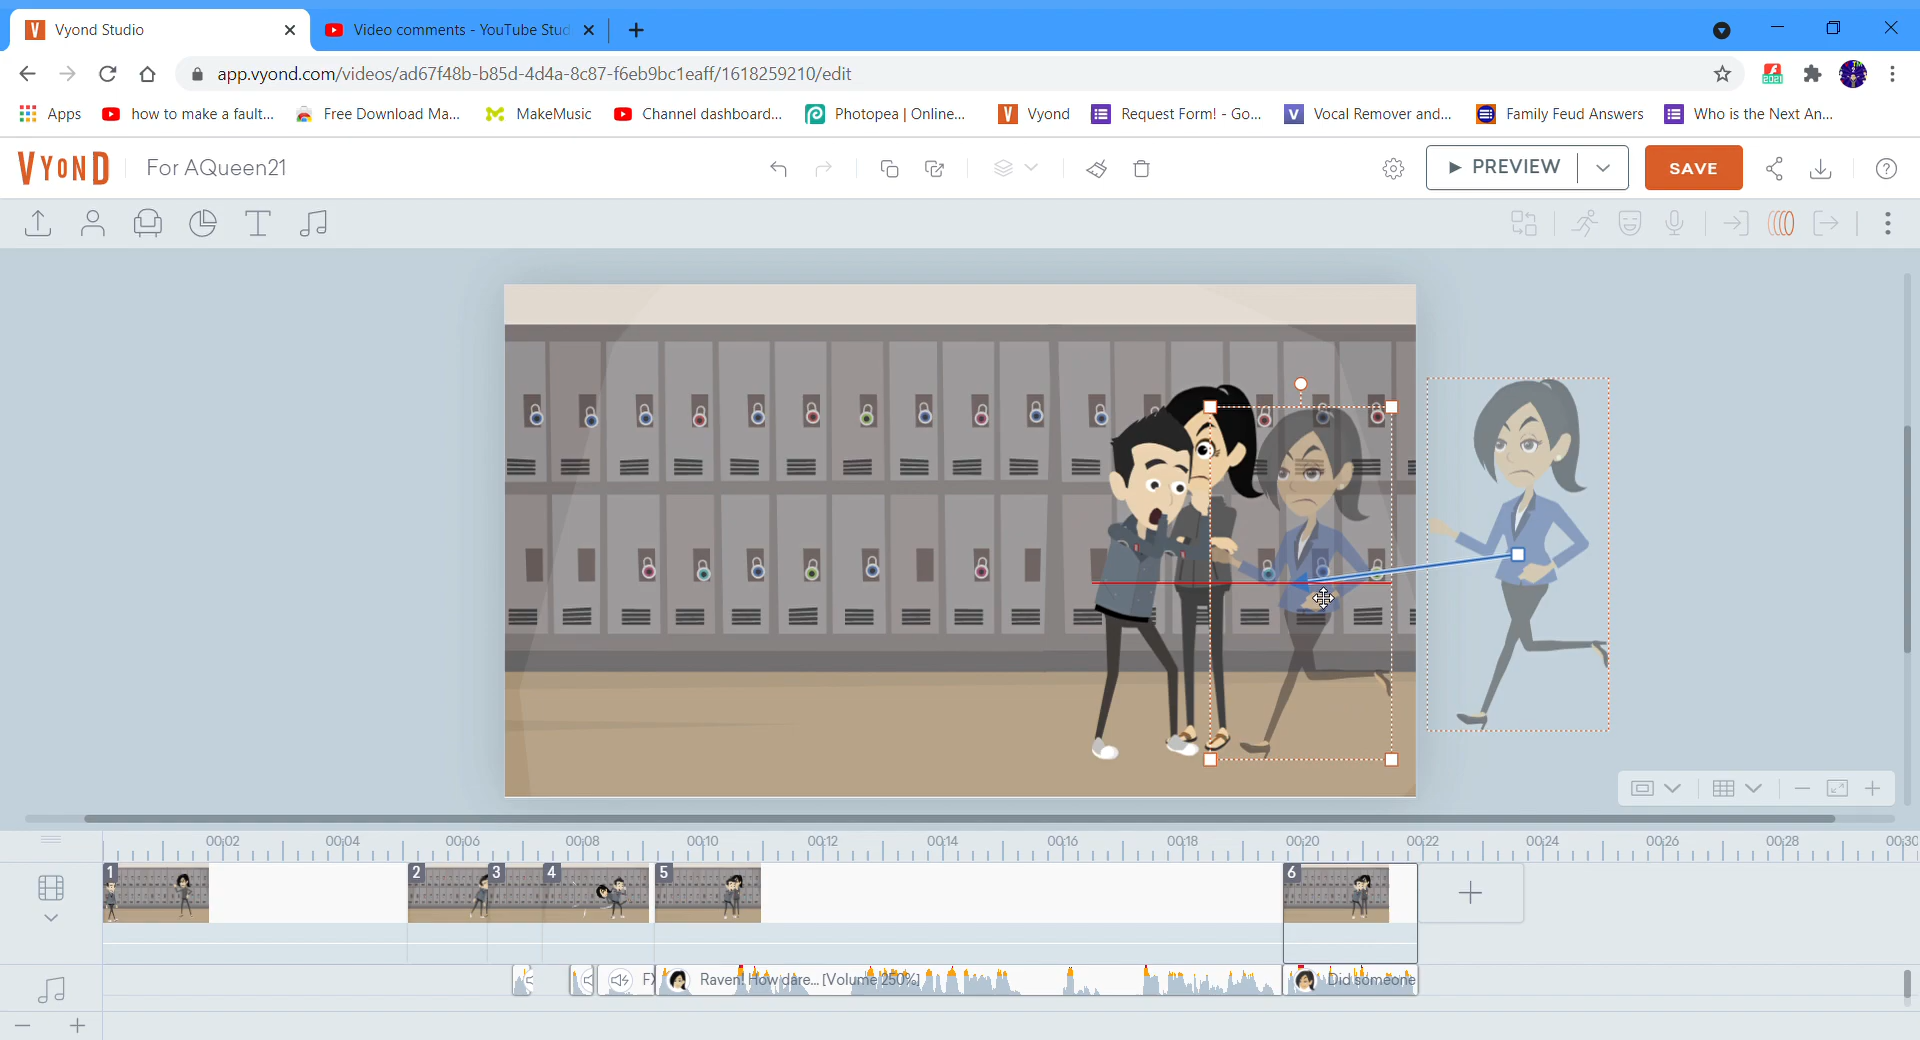 Vyond Studio
Video comments - YouTube Stud
app.vyond.com/videos/ad67f48b-b85d-4d4a-8c87-f6eb9bc1eaff/1618259210/edit
Apps how to make a fault... Free Download Ma... MakeMusic Channel dashboard... Photopea | Online... Vyond Request Form! - Go... Vocal Remover and... Family Feud Answers Who is the Next An...
VYOND For AQueen21 PREVIEW SAVE
00:02 00:04 00:06 00:08 00:10 00:12 00:14 00:16 00:18 00:20 00:22 00:24 00:26 00:28 00:30
1 2 3 4 5 6
FX Raven! How dare... [Volume 250%] Did someone